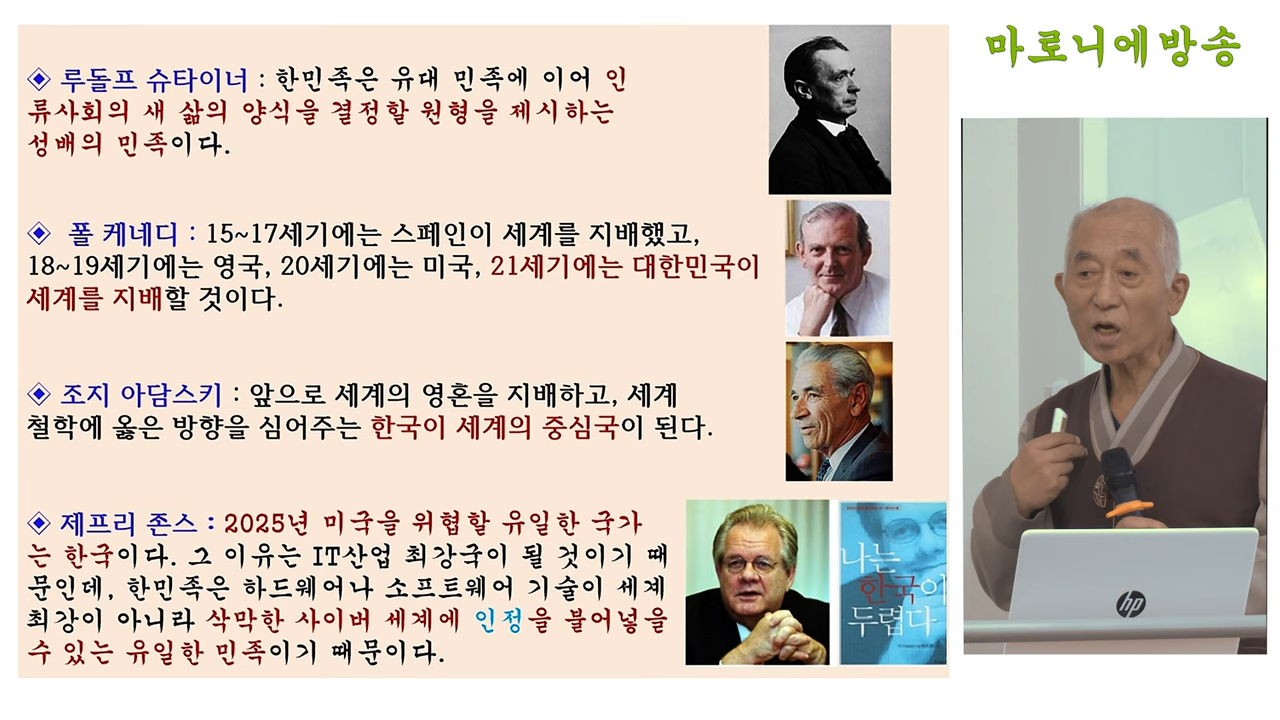 마로니에방송
◈ 루돌프 슈타이너 : 한민족은 유대 민족에 이어 인
류사회의 새 삶의 양식을 결정할 원형을 제시하는
성배의 민족이다.
◈ 폴 케네디 : 15~17세기에는 스페인이 세계를 지배했고,
18~19세기에는 영국, 20세기에는 미국, 21세기에는 대한민국이
세계를 지배할 것이다.
◈ 조지 아담스키 : 앞으로 세계의 영혼을 지배하고, 세계
철학에 옳은 방향을 심어주는 한국이 세계의 중심국이 된다.
◈ 제프리 존스 : 2025년 미국을 위협할 유일한 국가
는 한국이다. 그 이유는 IT산업 최강국이 될 것이기 때
문인데, 한민족은 하드웨어나 소프트웨어 기술이 세계
최강이 아니라 삭막한 사이버 세계에 인정을 불어넣을
수 있는 유일한 민족이기 때문이다.
나는
한국이
두렵다
hp